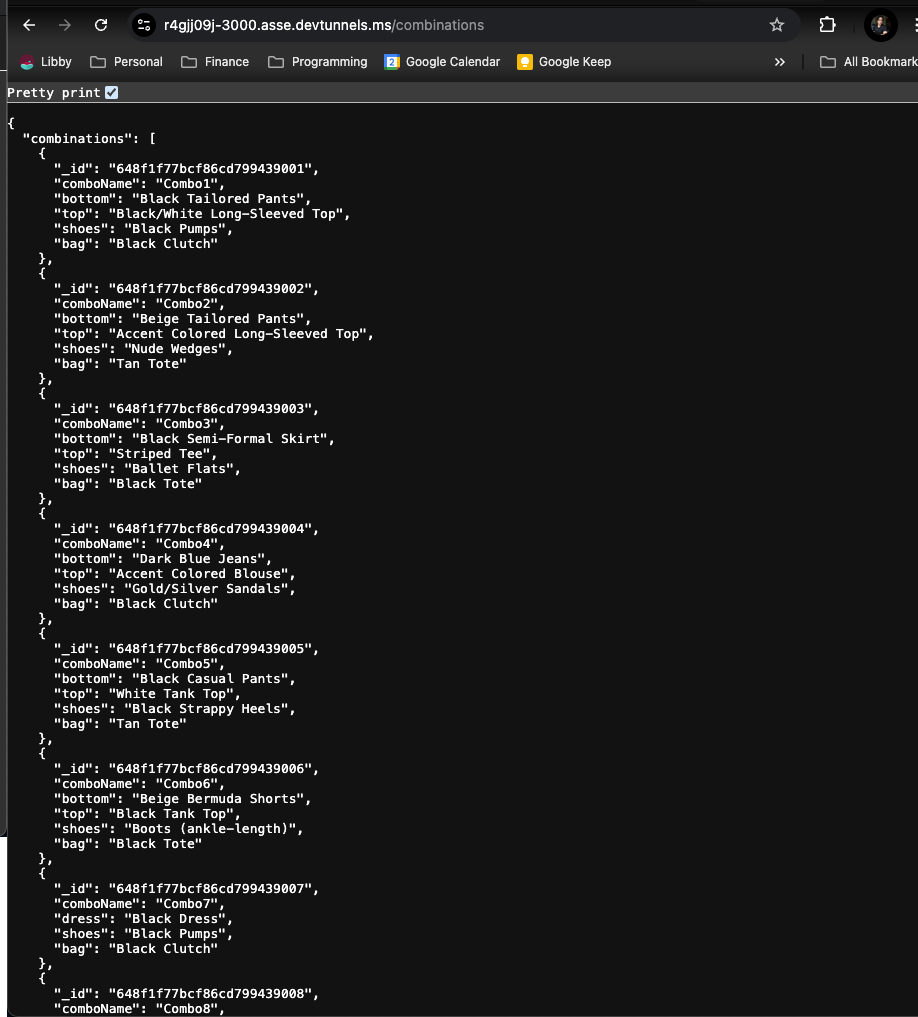 r4gjj09j-3000.asse.devtunnels.ms/combinations
Libby Personal Finance Programming 2 Google Calendar Google Keep » All Bookmark
Pretty print
{
  "combinations": [
    {
      "_id": "648f1f77bcf86cd799439001",
      "comboName": "Combo1",
      "bottom": "Black Tailored Pants",
      "top": "Black/White Long-Sleeved Top",
      "shoes": "Black Pumps",
      "bag": "Black Clutch"
    },
    {
      "_id": "648f1f77bcf86cd799439002",
      "comboName": "Combo2",
      "bottom": "Beige Tailored Pants",
      "top": "Accent Colored Long-Sleeved Top",
      "shoes": "Nude Wedges",
      "bag": "Tan Tote"
    },
    {
      "_id": "648f1f77bcf86cd799439003",
      "comboName": "Combo3",
      "bottom": "Black Semi-Formal Skirt",
      "top": "Striped Tee",
      "shoes": "Ballet Flats",
      "bag": "Black Tote"
    },
    {
      "_id": "648f1f77bcf86cd799439004",
      "comboName": "Combo4",
      "bottom": "Dark Blue Jeans",
      "top": "Accent Colored Blouse",
      "shoes": "Gold/Silver Sandals",
      "bag": "Black Clutch"
    },
    {
      "_id": "648f1f77bcf86cd799439005",
      "comboName": "Combo5",
      "bottom": "Black Casual Pants",
      "top": "White Tank Top",
      "shoes": "Black Strappy Heels",
      "bag": "Tan Tote"
    },
    {
      "_id": "648f1f77bcf86cd799439006",
      "comboName": "Combo6",
      "bottom": "Beige Bermuda Shorts",
      "top": "Black Tank Top",
      "shoes": "Boots (ankle-length)",
      "bag": "Black Tote"
    },
    {
      "_id": "648f1f77bcf86cd799439007",
      "comboName": "Combo7",
      "dress": "Black Dress",
      "shoes": "Black Pumps",
      "bag": "Black Clutch"
    },
    {
      "_id": "648f1f77bcf86cd799439008",
      "comboName": "Combo8",